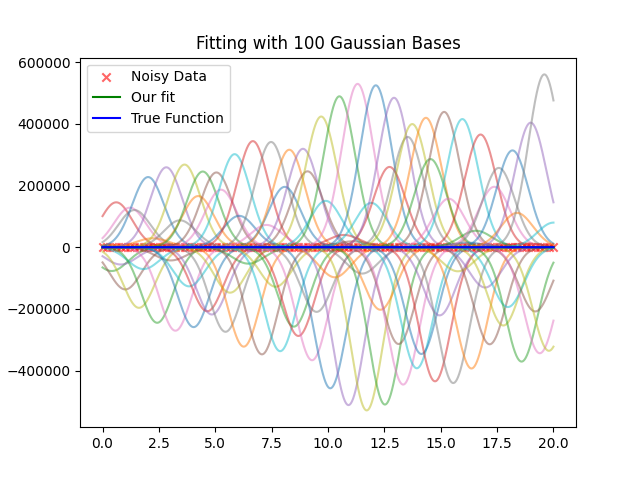 Fitting with 100 Gaussian Bases
600000
400000
200000
0
−200000
−400000
Noisy Data
Our fit
True Function
0.0 2.5 5.0 7.5 10.0 12.5 15.0 17.5 20.0